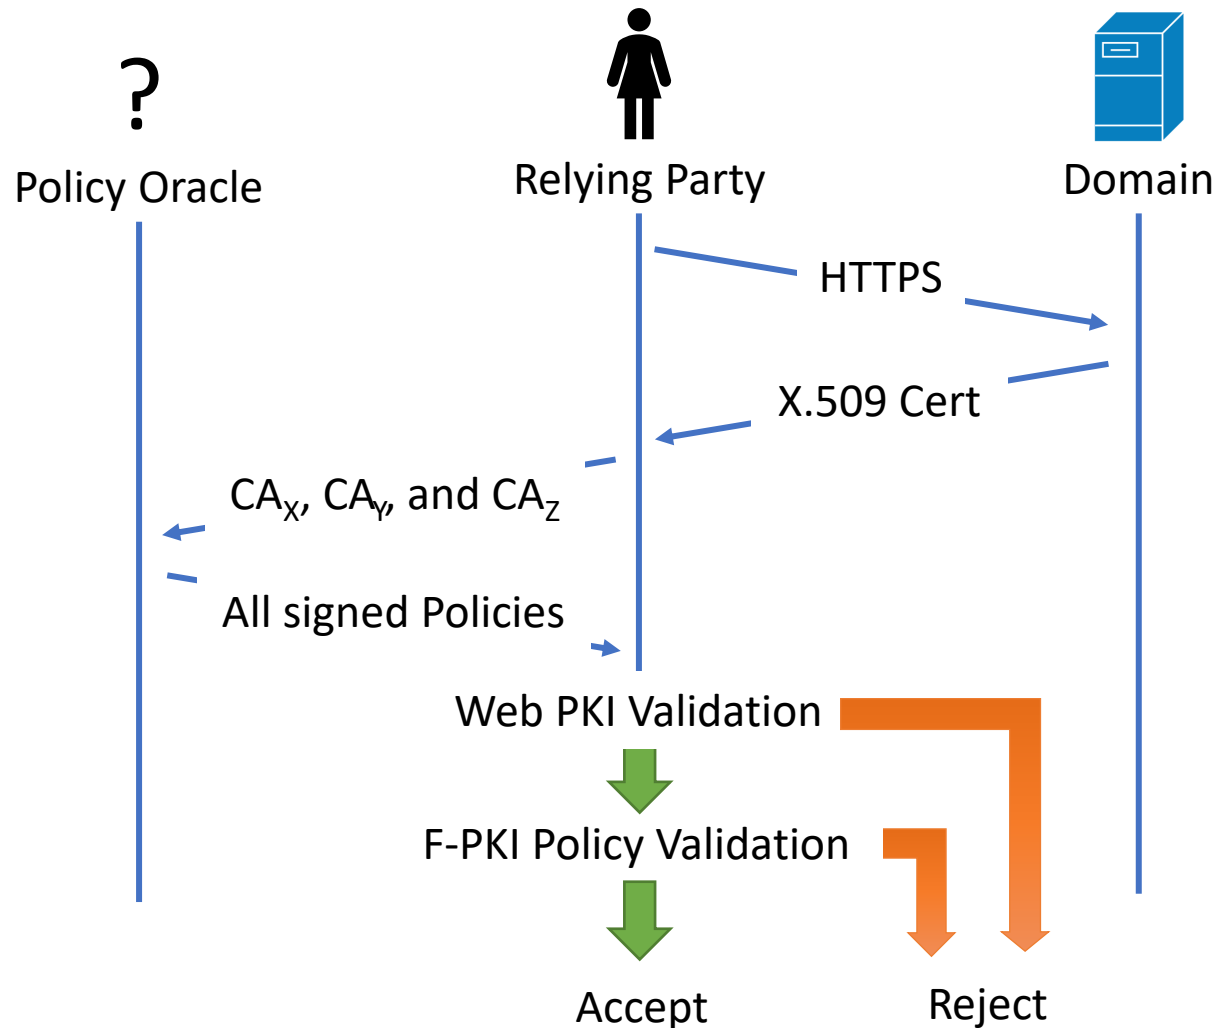 ?
Policy Oracle
Relying Party
Domain
HTTPS
X.509 Cert
CAX, CAY, and CAZ
All signed Policies
Web PKI Validation
F-PKI Policy Validation
Accept
Reject